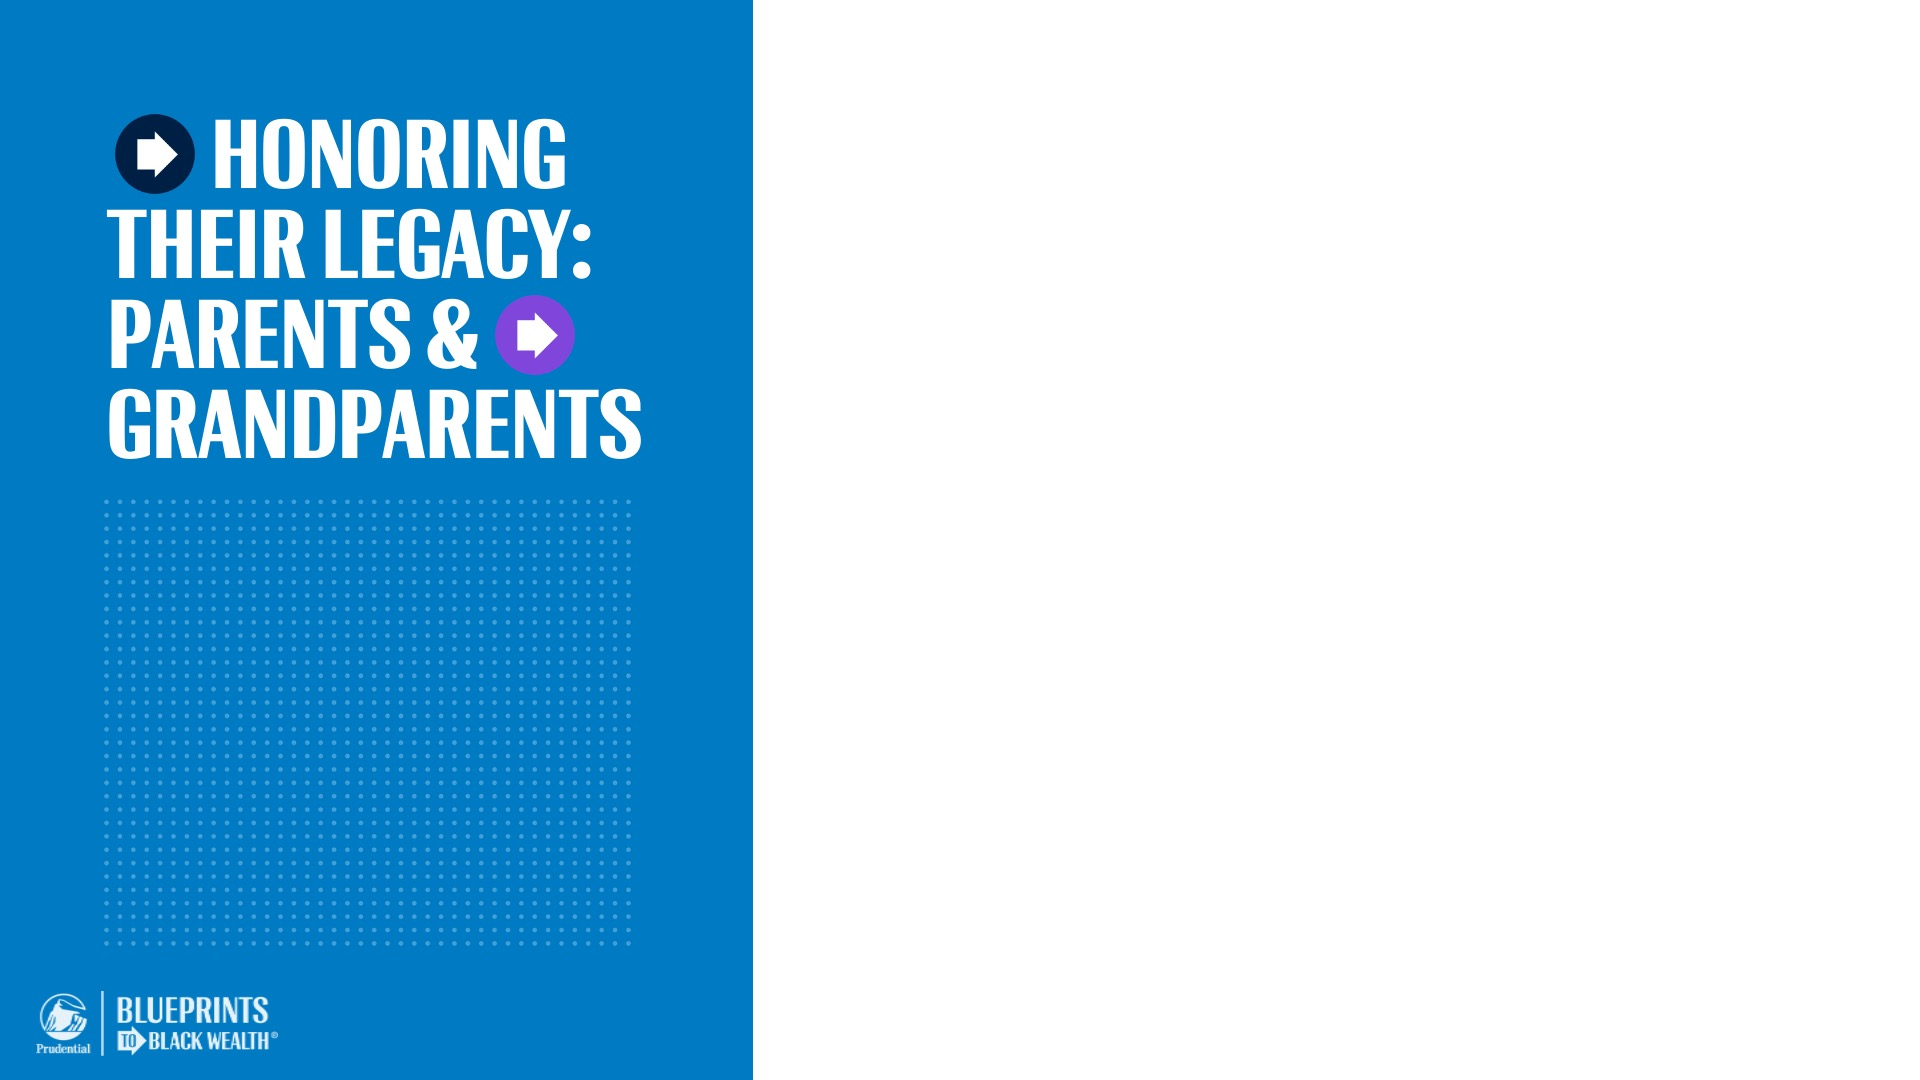 HONORING
THEIR LEGACY:
PARENTS &
GRANDPARENTS
Prudential
BLUEPRINTS
TO BLACK WEALTH®